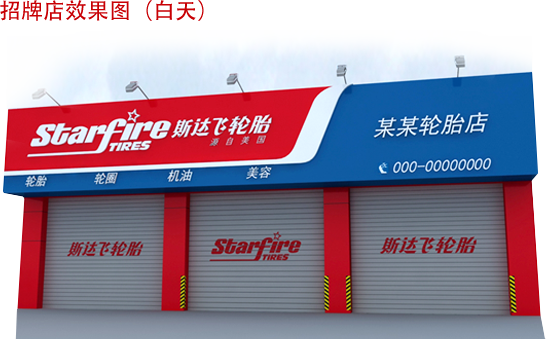 招牌店效果图（白天）
Starfire
TIRES
斯达飞轮胎
源自美国
某某轮胎店
000-00000000
轮胎 轮圈 机油 美容
斯达飞轮胎
Starfire
TIRES
斯达飞轮胎